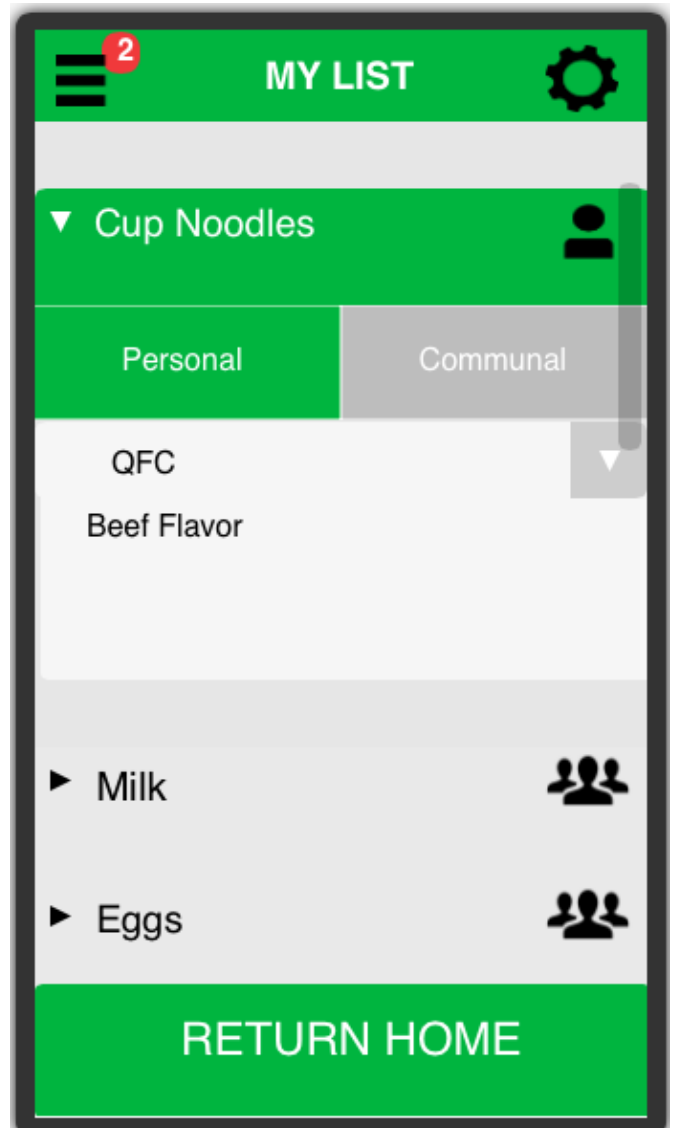 2
MY LIST
Cup Noodles
Personal Communal
QFC
Beef Flavor
Milk
Eggs
RETURN HOME